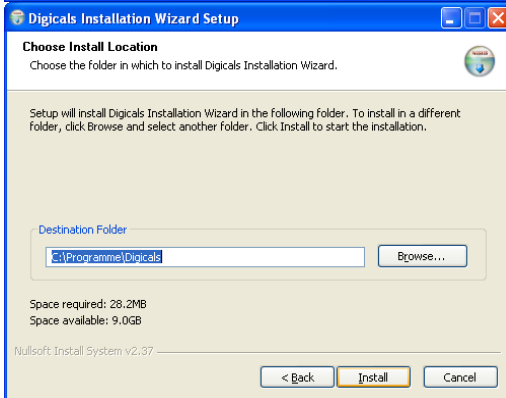 Digicals Installation Wizard Setup
Choose Install Location
Choose the folder in which to install Digicals Installation Wizard.
Setup will install Digicals Installation Wizard in the following folder. To install in a different
folder, click Browse and select another folder. Click Install to start the installation.
Destination Folder
C:\Programme\Digicals
Browse...
Space required: 28.2MB
Space available: 9.0GB
Nullsoft Install System v2.37
< Back
Install
Cancel